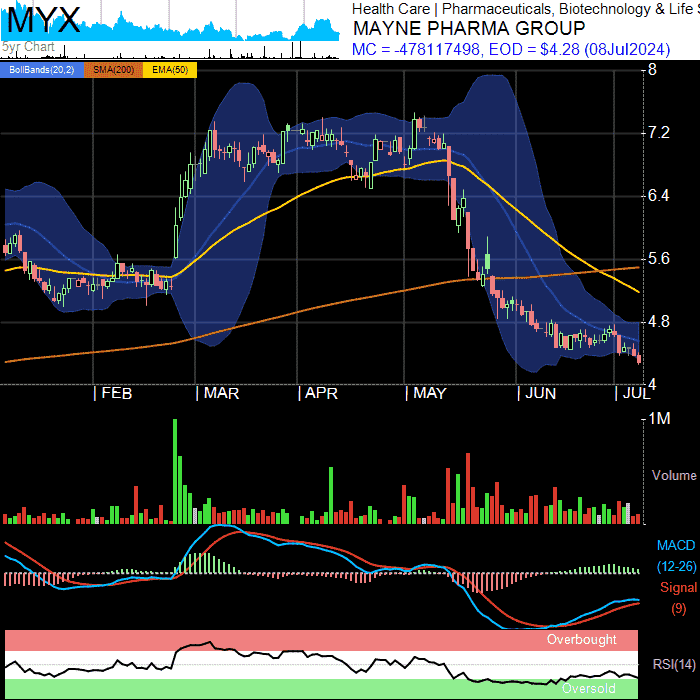 MYX
5yr Chart
Health Care | Pharmaceuticals, Biotechnology & Life S
MAYNE PHARMA GROUP
MC = -478117498, EOD = $4.28 (08Jul2024)
BollBands(20,2) SMA(200) EMA(50)
8
7.2
6.4
5.6
4.8
4
| FEB | MAR | APR | MAY | JUN | JUL
1M
Volume
MACD
(12-26)
Signal
(9)
Overbought
RSI(14)
Oversold